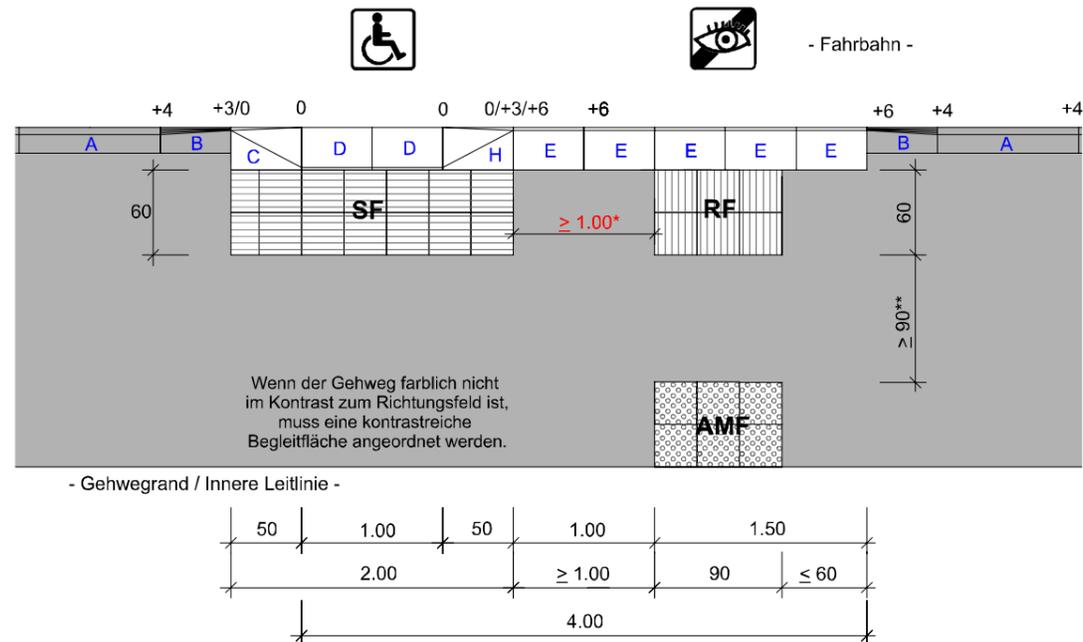 - Fahrbahn -
+4 +3/0 0 0 0/+3/+6 +6 +6 +4 +4
A B C D D H E E E E E B A
60 SF ≥ 1.00* RF 60
≥ 90**
Wenn der Gehweg farblich nicht
im Kontrast zum Richtungsfeld ist,
muss eine kontrastreiche
Begleitfläche angeordnet werden.
AMF
- Gehwegrand / Innere Leitlinie -
50 1.00 50 1.00 1.50
2.00 ≥ 1.00 90 ≤ 60
4.00